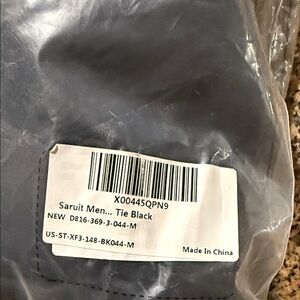 X00445QPN9
Saruit Men... Tie Black
NEW D816-369-3-044-M
US-ST-XF3-148-BK044-M
Made In China